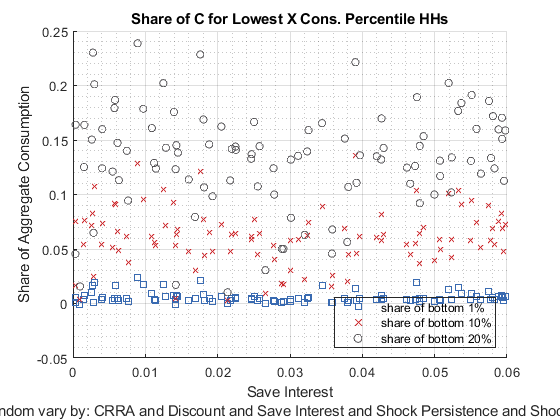 Share of C for Lowest X Cons. Percentile HHs
0.25
0.2
0.15
0.1
0.05
0
-0.05
Share of Aggregate Consumption
share of bottom 1%
share of bottom 10%
share of bottom 20%
0 0.01 0.02 0.03 0.04 0.05 0.06
Save Interest
ndom vary by: CRRA and Discount and Save Interest and Shock Persistence and Shoc